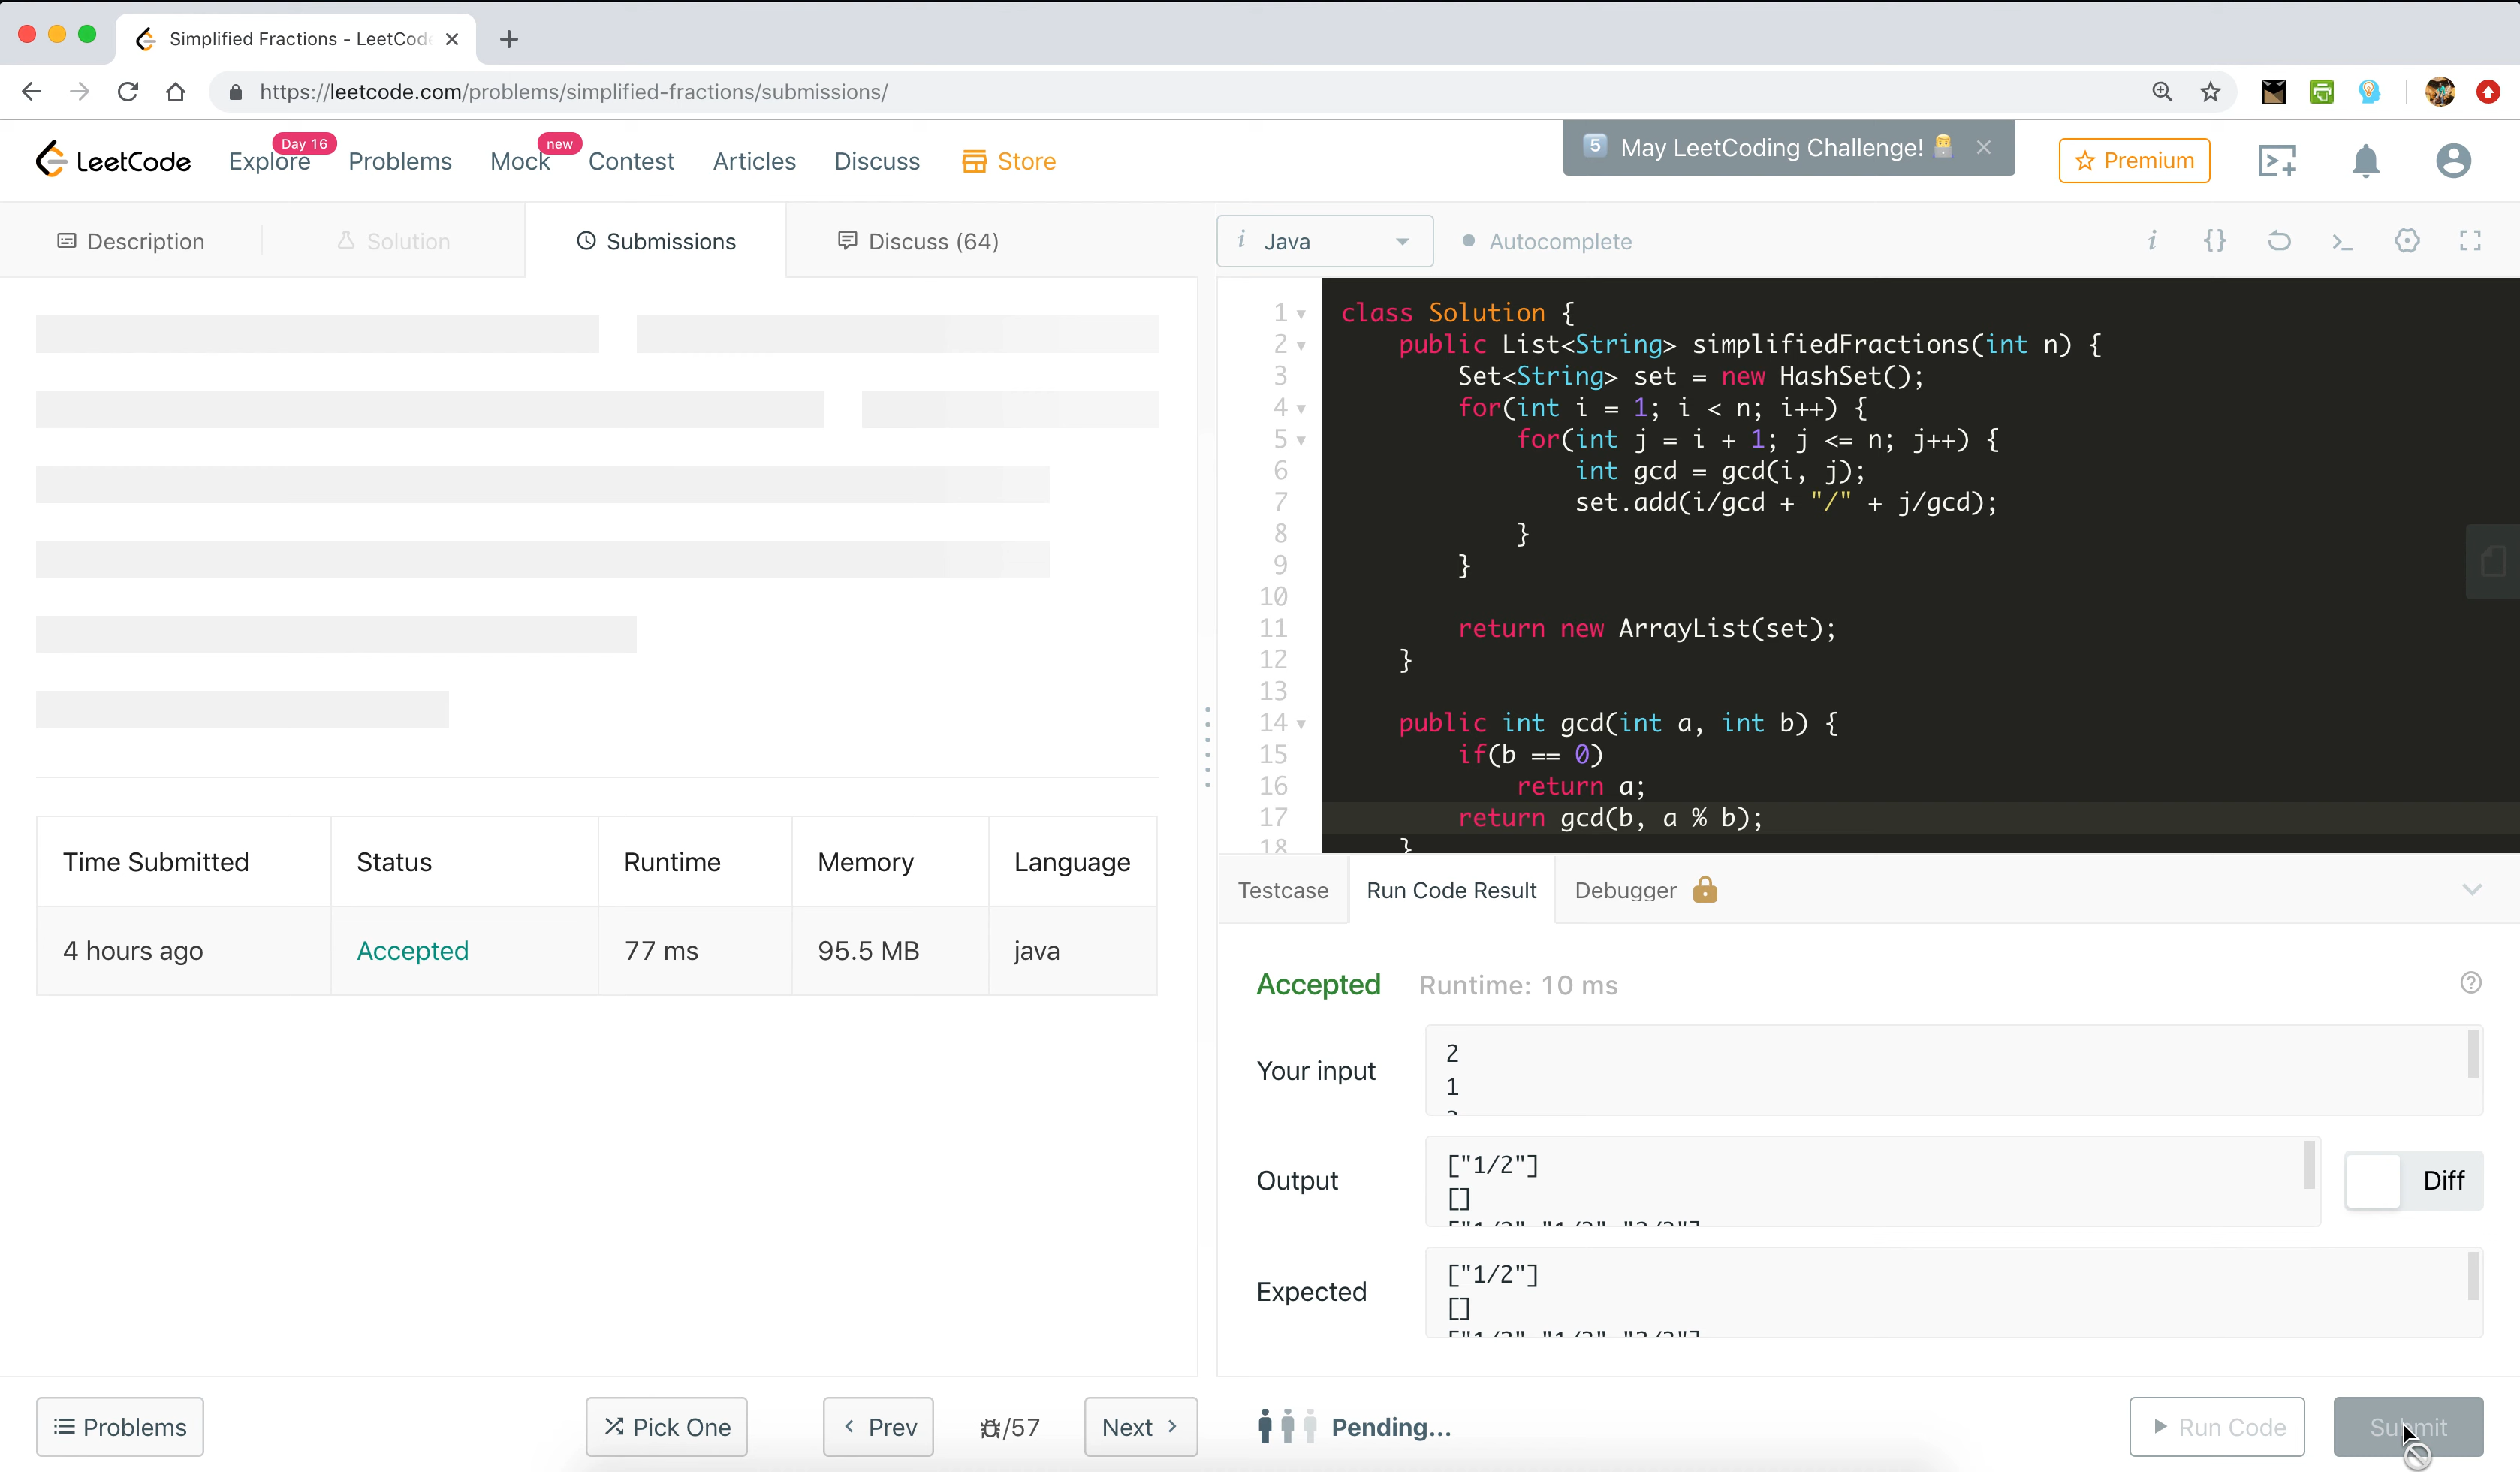 Simplified Fractions - LeetCod
https://leetcode.com/problems/simplified-fractions/submissions/
LeetCode
Explore
Day 16
Problems
Mock
new
Contest
Articles
Discuss
Store
5 May LeetCoding Challenge!
Premium
Description
Solution
Submissions
Discuss (64)
i Java
Autocomplete
i {} >_
1 class Solution {
2 public List<String> simplifiedFractions(int n) {
3 Set<String> set = new HashSet();
4 for(int i = 1; i < n; i++) {
5 for(int j = i + 1; j <= n; j++) {
6 int gcd = gcd(i, j);
7 set.add(i/gcd + "/" + j/gcd);
8 }
9 }
10
11 return new ArrayList(set);
12 }
13
14 public int gcd(int a, int b) {
15 if(b == 0)
16 return a;
17 return gcd(b, a % b);
18 }
Time Submitted Status Runtime Memory Language
4 hours ago Accepted 77 ms 95.5 MB java
Testcase Run Code Result Debugger
Accepted Runtime: 10 ms
Your input
2
1
Output
["1/2"]
[]
Diff
Expected
["1/2"]
[]
Problems
Pick One
Prev
/57
Next
Pending...
Run Code
Submit